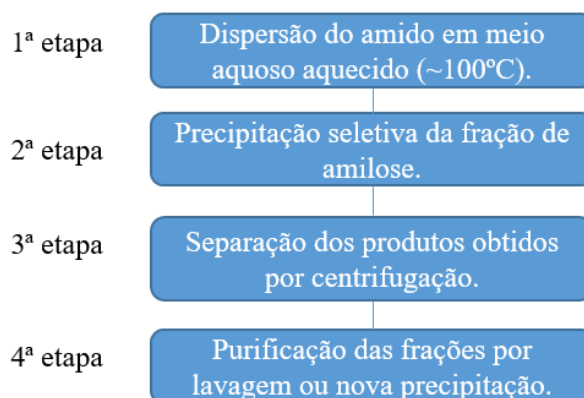 1ª etapa
Dispersão do amido em meio
aquoso aquecido (~100ºC).
2ª etapa
Precipitação seletiva da fração de
amilose.
3ª etapa
Separação dos produtos obtidos
por centrifugação.
4ª etapa
Purificação das frações por
lavagem ou nova precipitação.